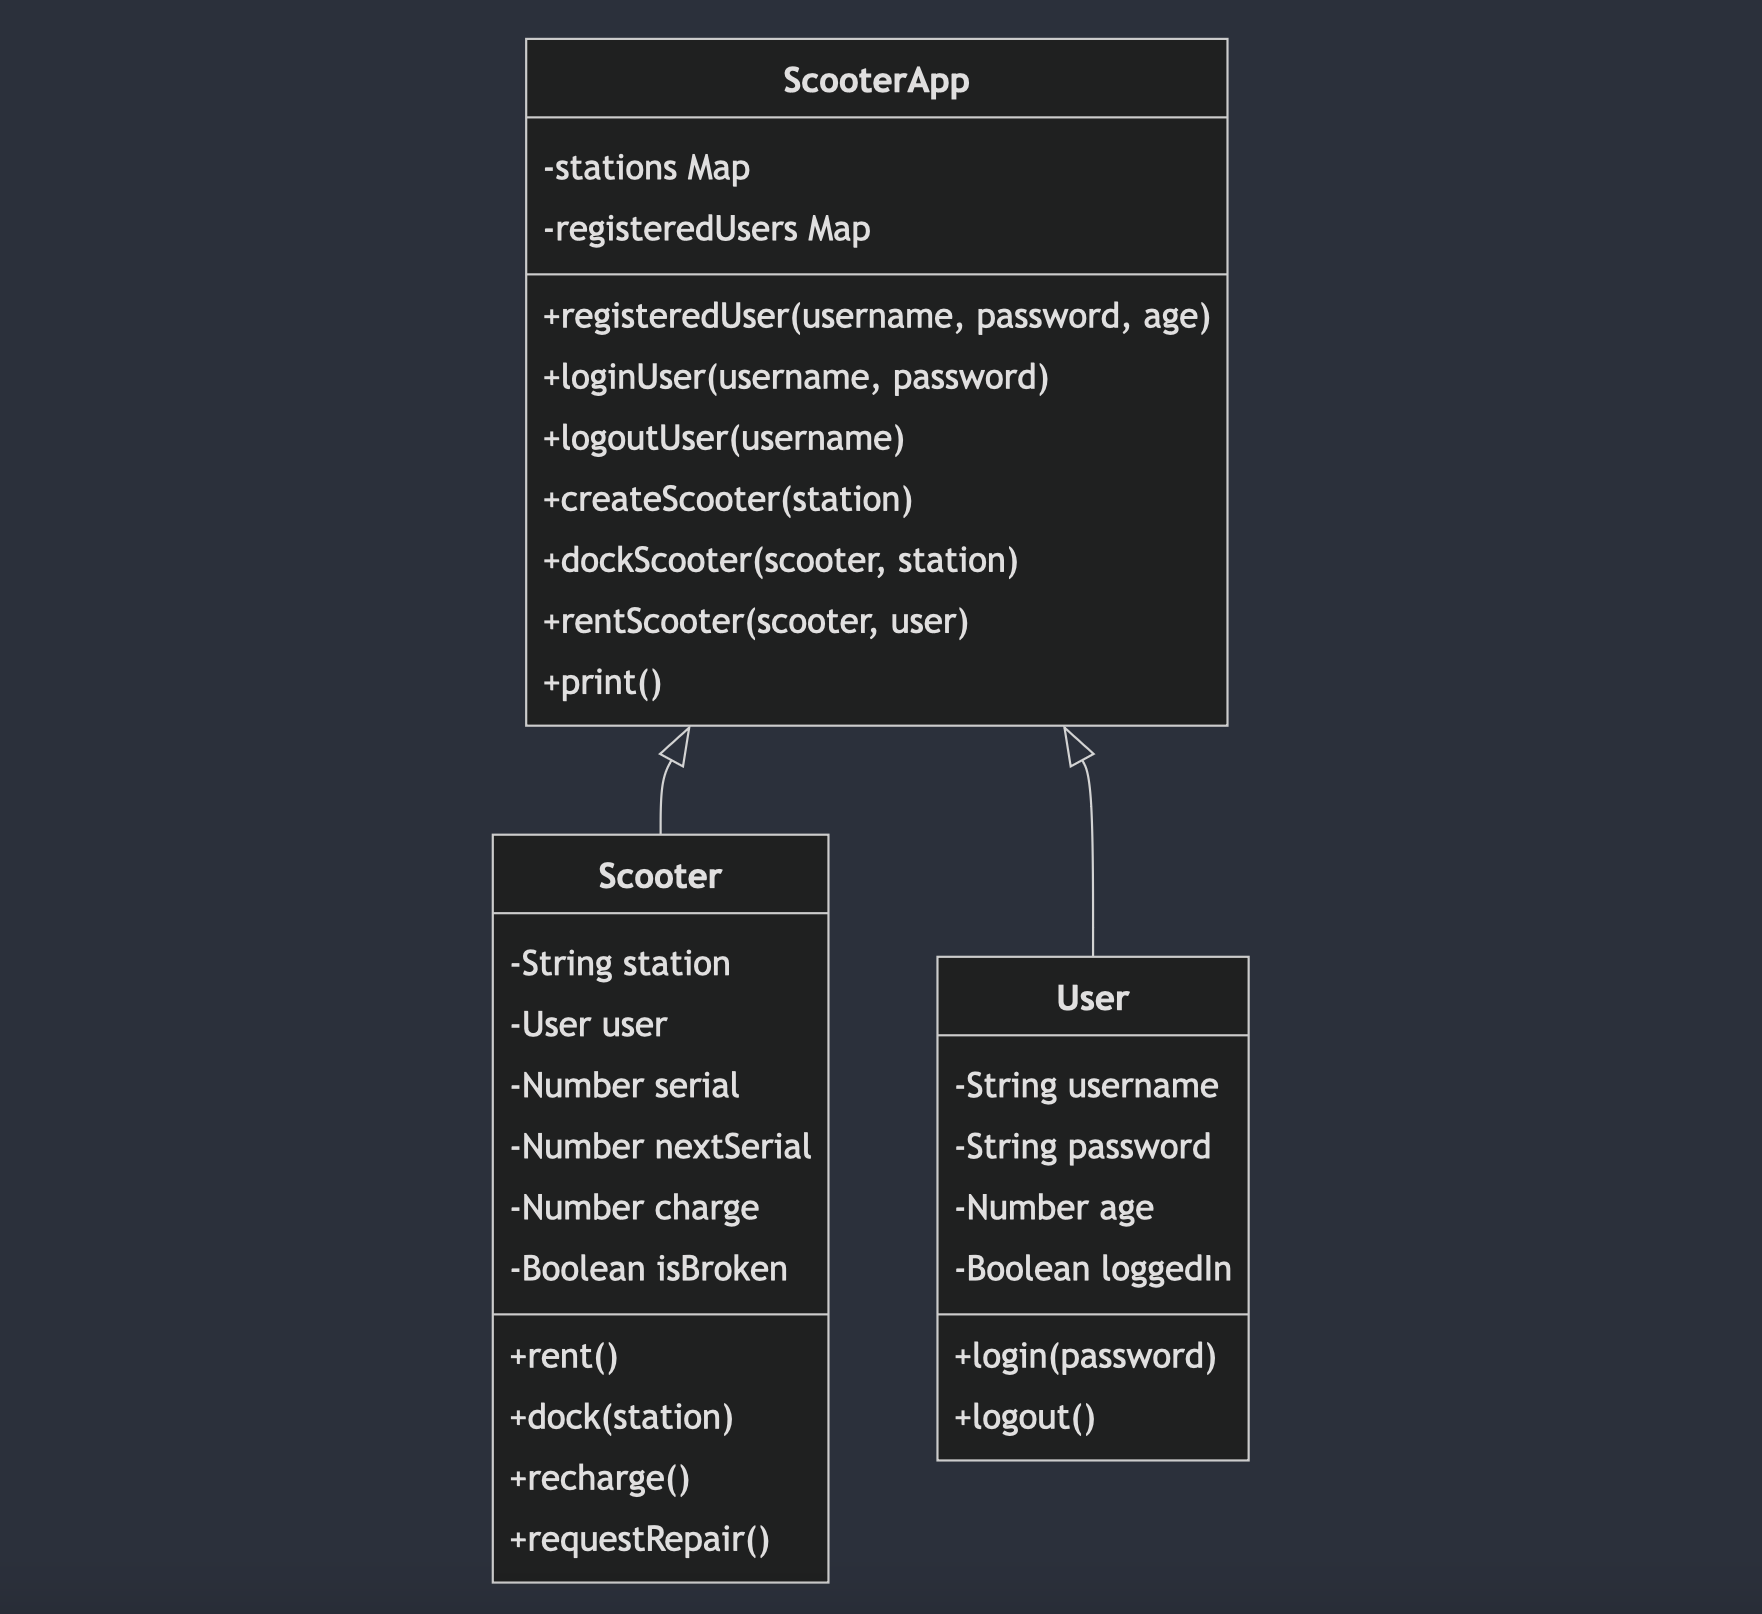 ScooterApp
-stations Map
-registeredUsers Map
+registeredUser(username, password, age)
+loginUser(username, password)
+logoutUser(username)
+createScooter(station)
+dockScooter(scooter, station)
+rentScooter(scooter, user)
+print()
Scooter
-String station
-User user
-Number serial
-Number nextSerial
-Number charge
-Boolean isBroken
+rent()
+dock(station)
+recharge()
+requestRepair()
User
-String username
-String password
-Number age
-Boolean loggedIn
+login(password)
+logout()